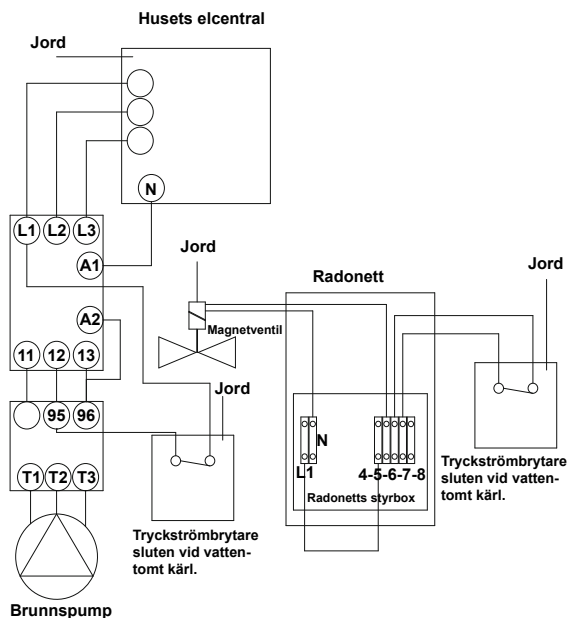 Husets elcentral
Jord
N
L1 L2 L3
A1
A2
11 12 13
95 96
T1 T2 T3
Brunnspump
Jord
Tryckströmbrytare
sluten vid vatten-
tomt kärl.
Jord
Magnetventil
Radonett
N
L1
4-5-6-7-8
Radonetts styrbox
Jord
Tryckströmbrytare
sluten vid vatten-
tomt kärl.